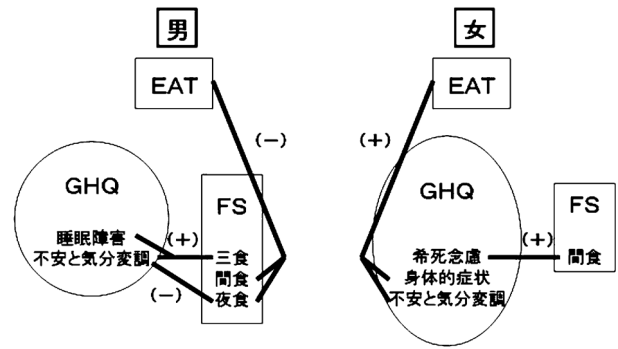 男
EAT
(－)
GHQ
睡眠障害
不安と気分変調
(＋)
(－)
FS
三食
間食
夜食
女
EAT
(＋)
GHQ
希死念慮
身体的症状
不安と気分変調
(＋)
FS
間食